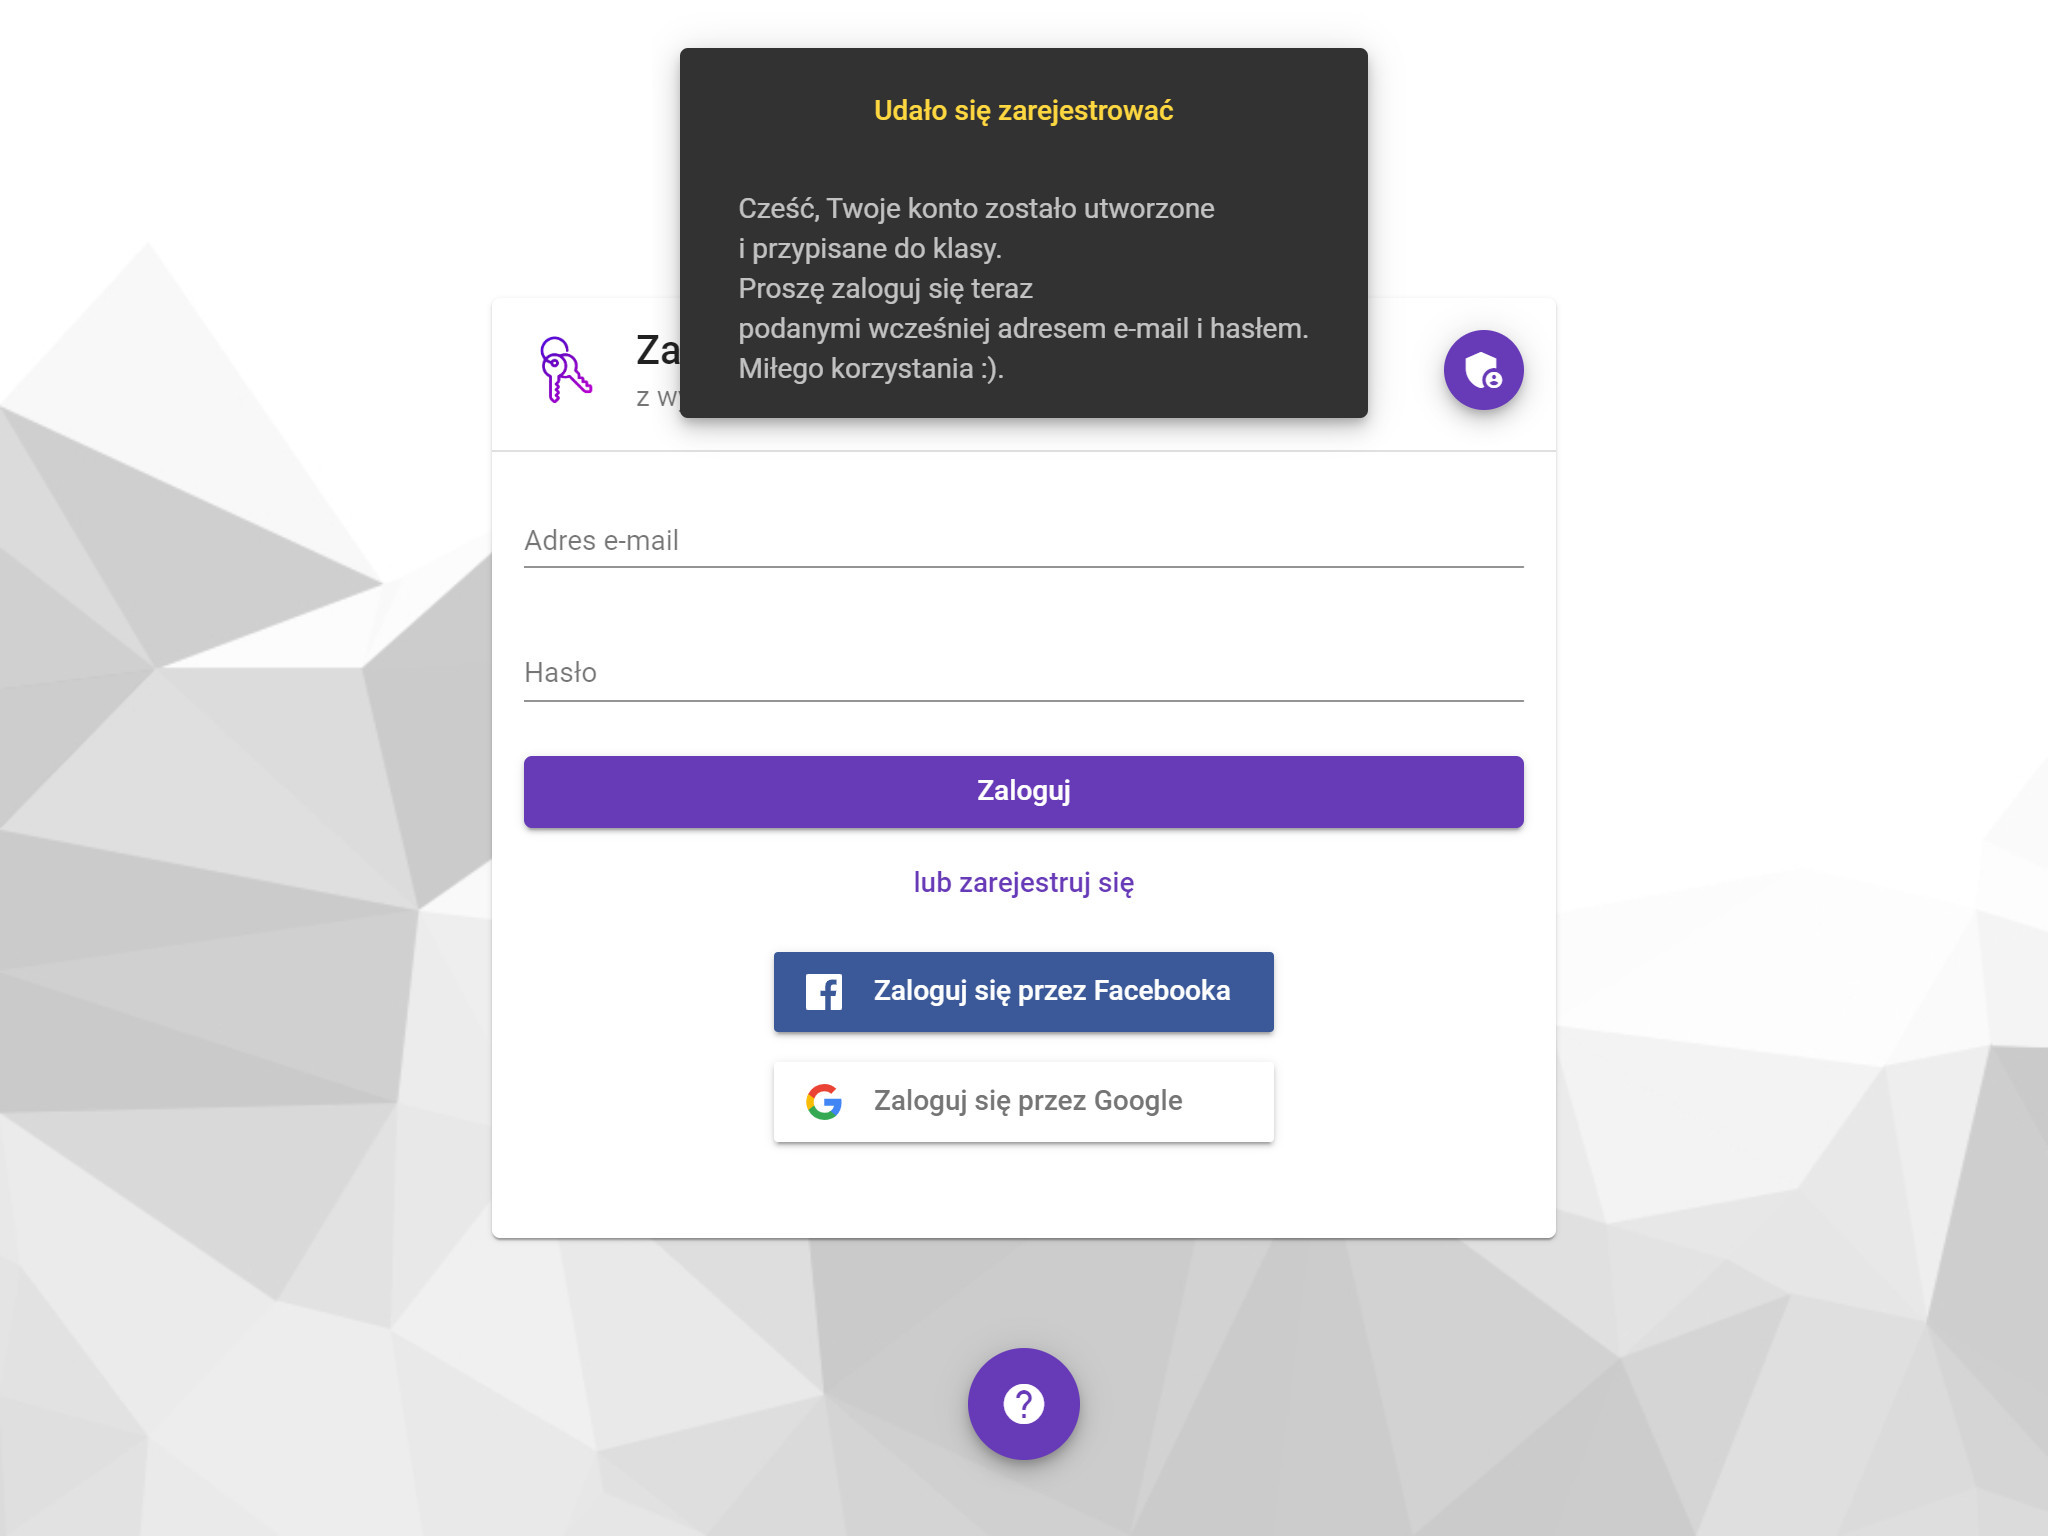 Udało się zarejestrować
Cześć, Twoje konto zostało utworzone
i przypisane do klasy.
Proszę zaloguj się teraz
podanymi wcześniej adresem e-mail i hasłem.
Miłego korzystania :).
Za
z
Adres e-mail
Hasło
Zaloguj
lub zarejestruj się
Zaloguj się przez Facebooka
Zaloguj się przez Google